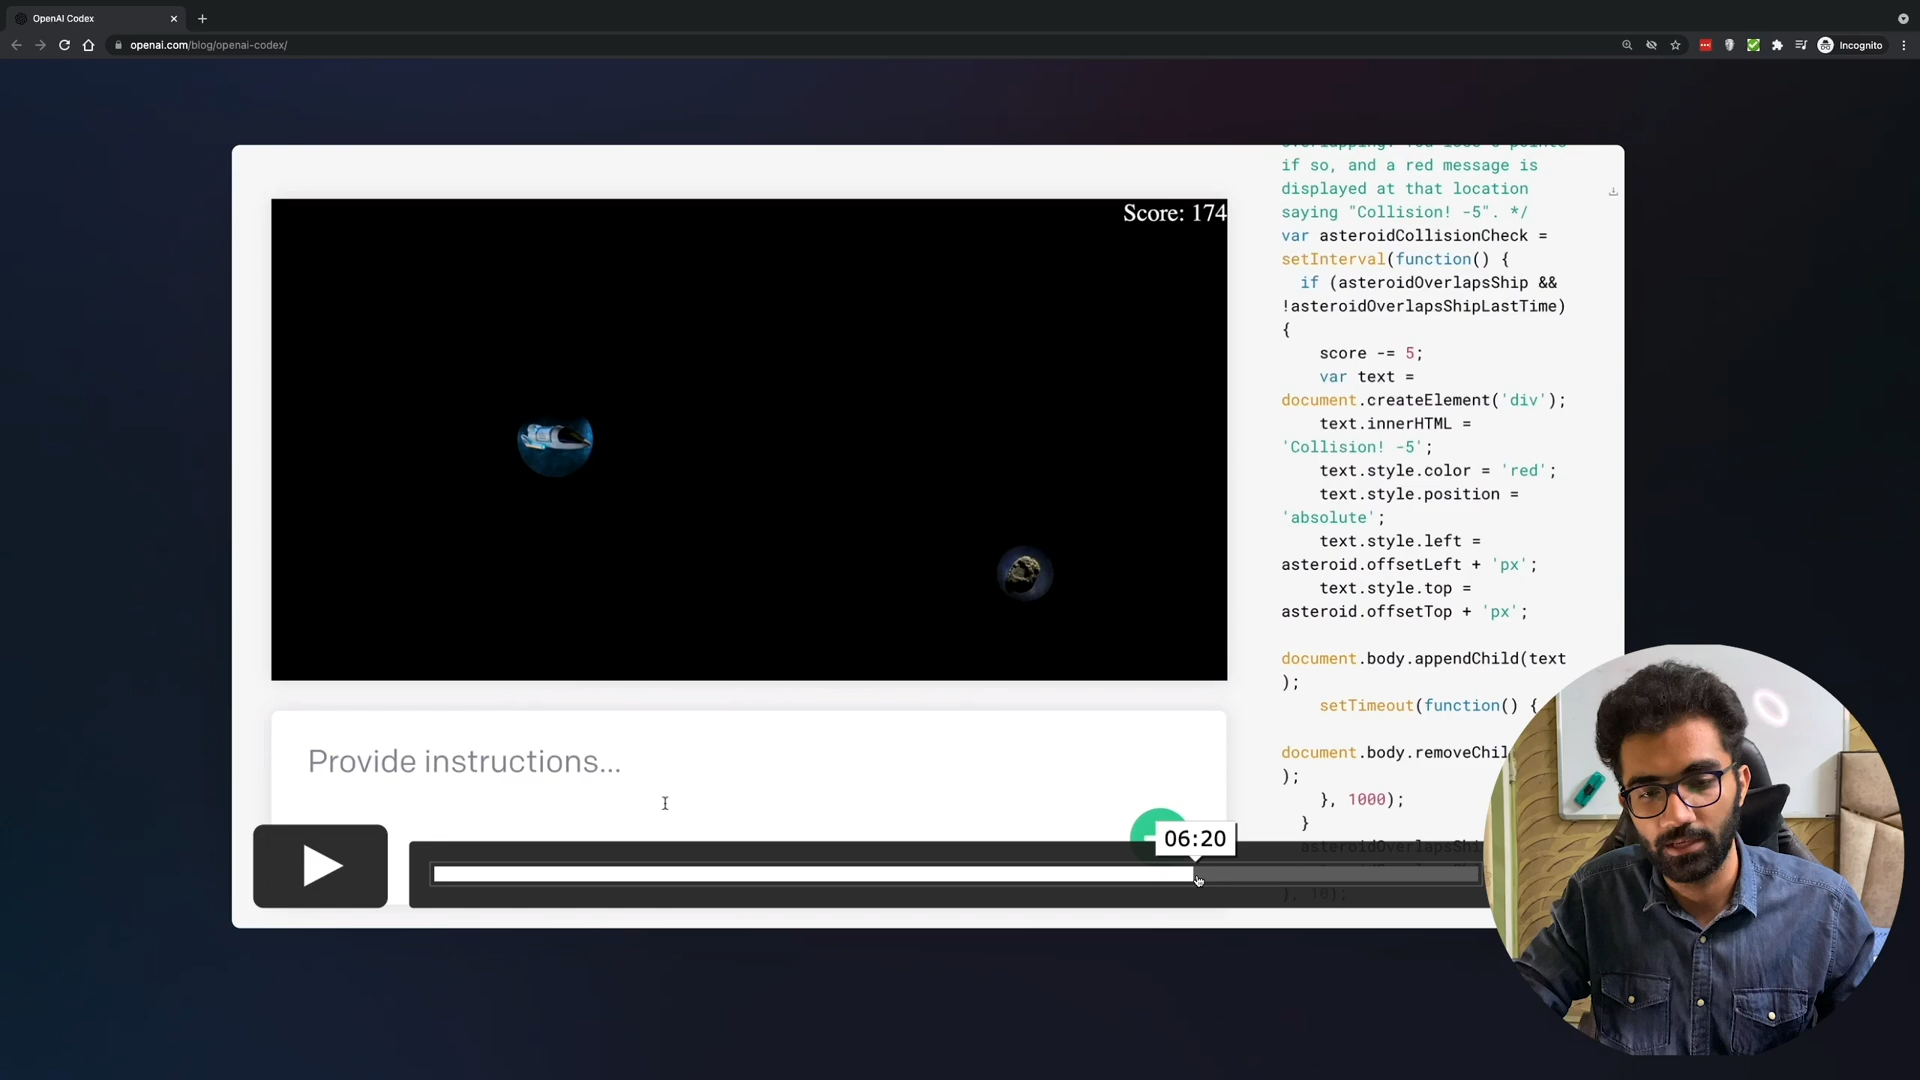 OpenAI Codex
openai.com/blog/openai-codex/
Incognito
Score: 174
if so, and a red message is
displayed at that location
saying "Collision! -5". */
var asteroidCollisionCheck =
setInterval(function() {
if (asteroidOverlapsShip &&
!asteroidOverlapsShipLastTime)
{
score -= 5;
var text =
document.createElement('div');
text.innerHTML =
'Collision! -5';
text.style.color = 'red';
text.style.position =
'absolute';
text.style.left =
asteroid.offsetLeft + 'px';
text.style.top =
asteroid.offsetTop + 'px';
document.body.appendChild(text
);
setTimeout(function() {
document.body.removeChil
);
}, 1000);
}
asteroidOverlapsShi
}, 10);
Provide instructions...
06:20